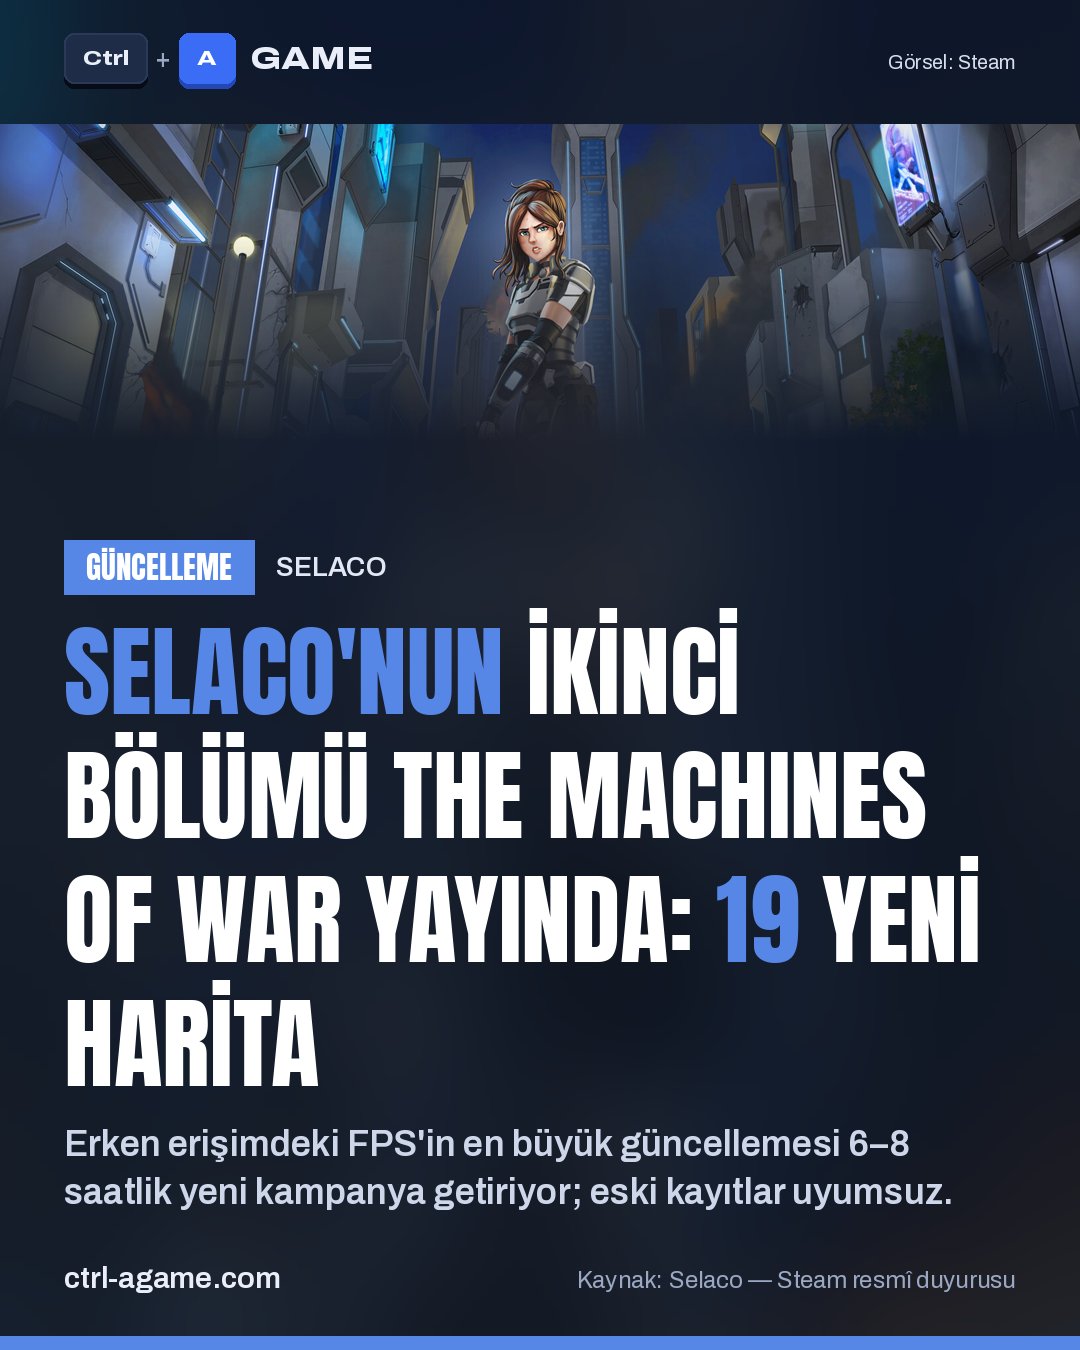 Ctrl + A GAME
Görsel: Steam
GÜNCELLEME SELACO
SELACO'NUN İKİNCİ
BÖLÜMÜ THE MACHINES
OF WAR YAYINDA: 19 YENİ
HARİTA
Erken erişimdeki FPS'in en büyük güncellemesi 6–8
saatlik yeni kampanya getiriyor; eski kayıtlar uyumsuz.
ctrl-agame.com
Kaynak: Selaco — Steam resmî duyurusu